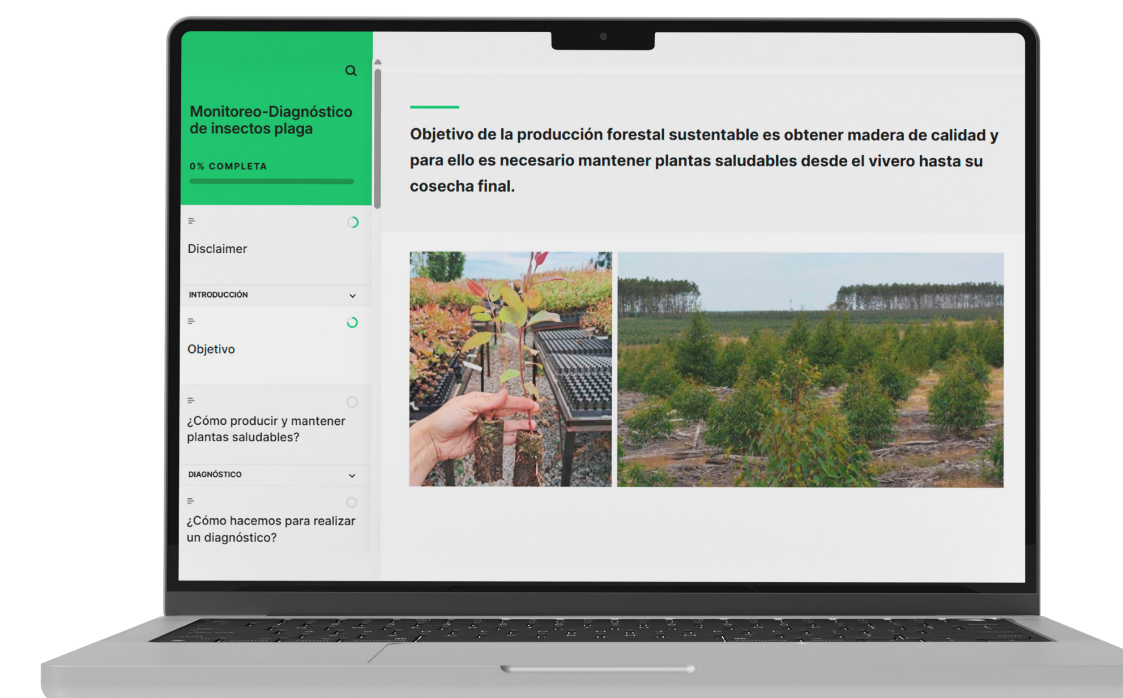 Monitoreo-Diagnóstico
de insectos plaga
0% COMPLETA
Disclaimer
INTRODUCCIÓN
Objetivo
¿Cómo producir y mantener
plantas saludables?
DIAGNÓSTICO
¿Cómo hacemos para realizar
un diagnóstico?
Objetivo de la producción forestal sustentable es obtener madera de calidad y
para ello es necesario mantener plantas saludables desde el vivero hasta su
cosecha final.